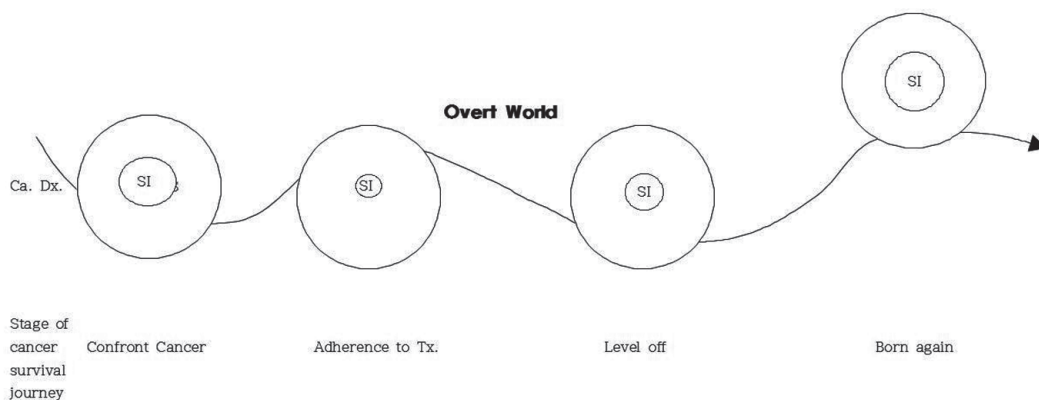 SI
Overt World
Ca. Dx.
SI
SI
SI
Stage of
cancer
survival
journey
Confront Cancer
Adherence to Tx.
Level off
Born again